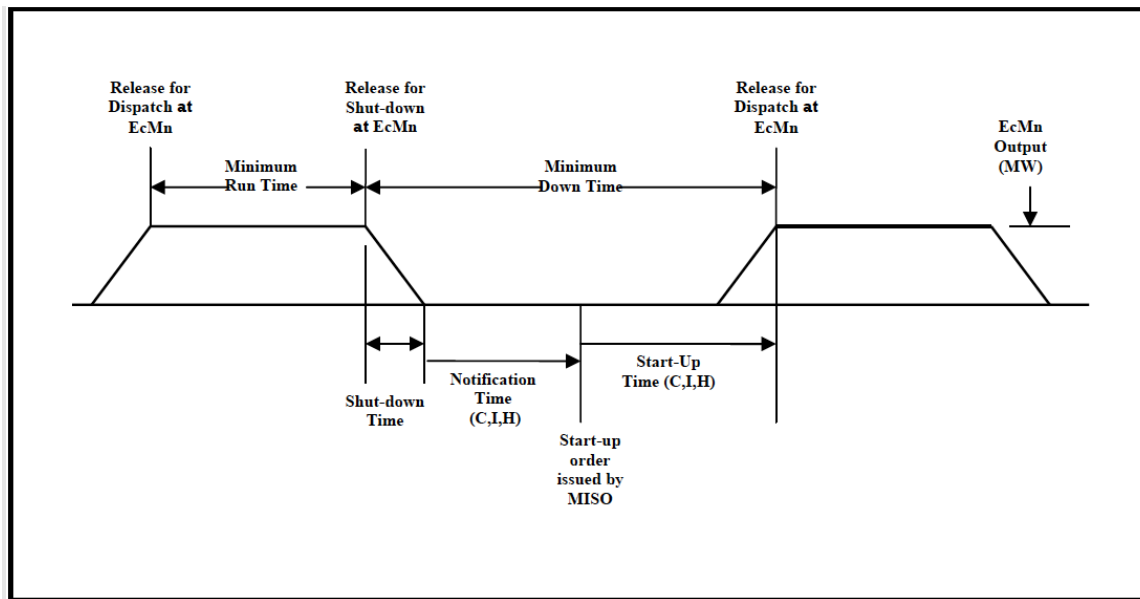 Release for
Dispatch at
EcMn
Release for
Shut-down
at EcMn
Release for
Dispatch at
EcMn
EcMn
Output
(MW)
Minimum
Run Time
Minimum
Down Time
Shut-down
Time
Notification
Time
(C,I,H)
Start-Up
Time (C,I,H)
Start-up
order
issued by
MISO